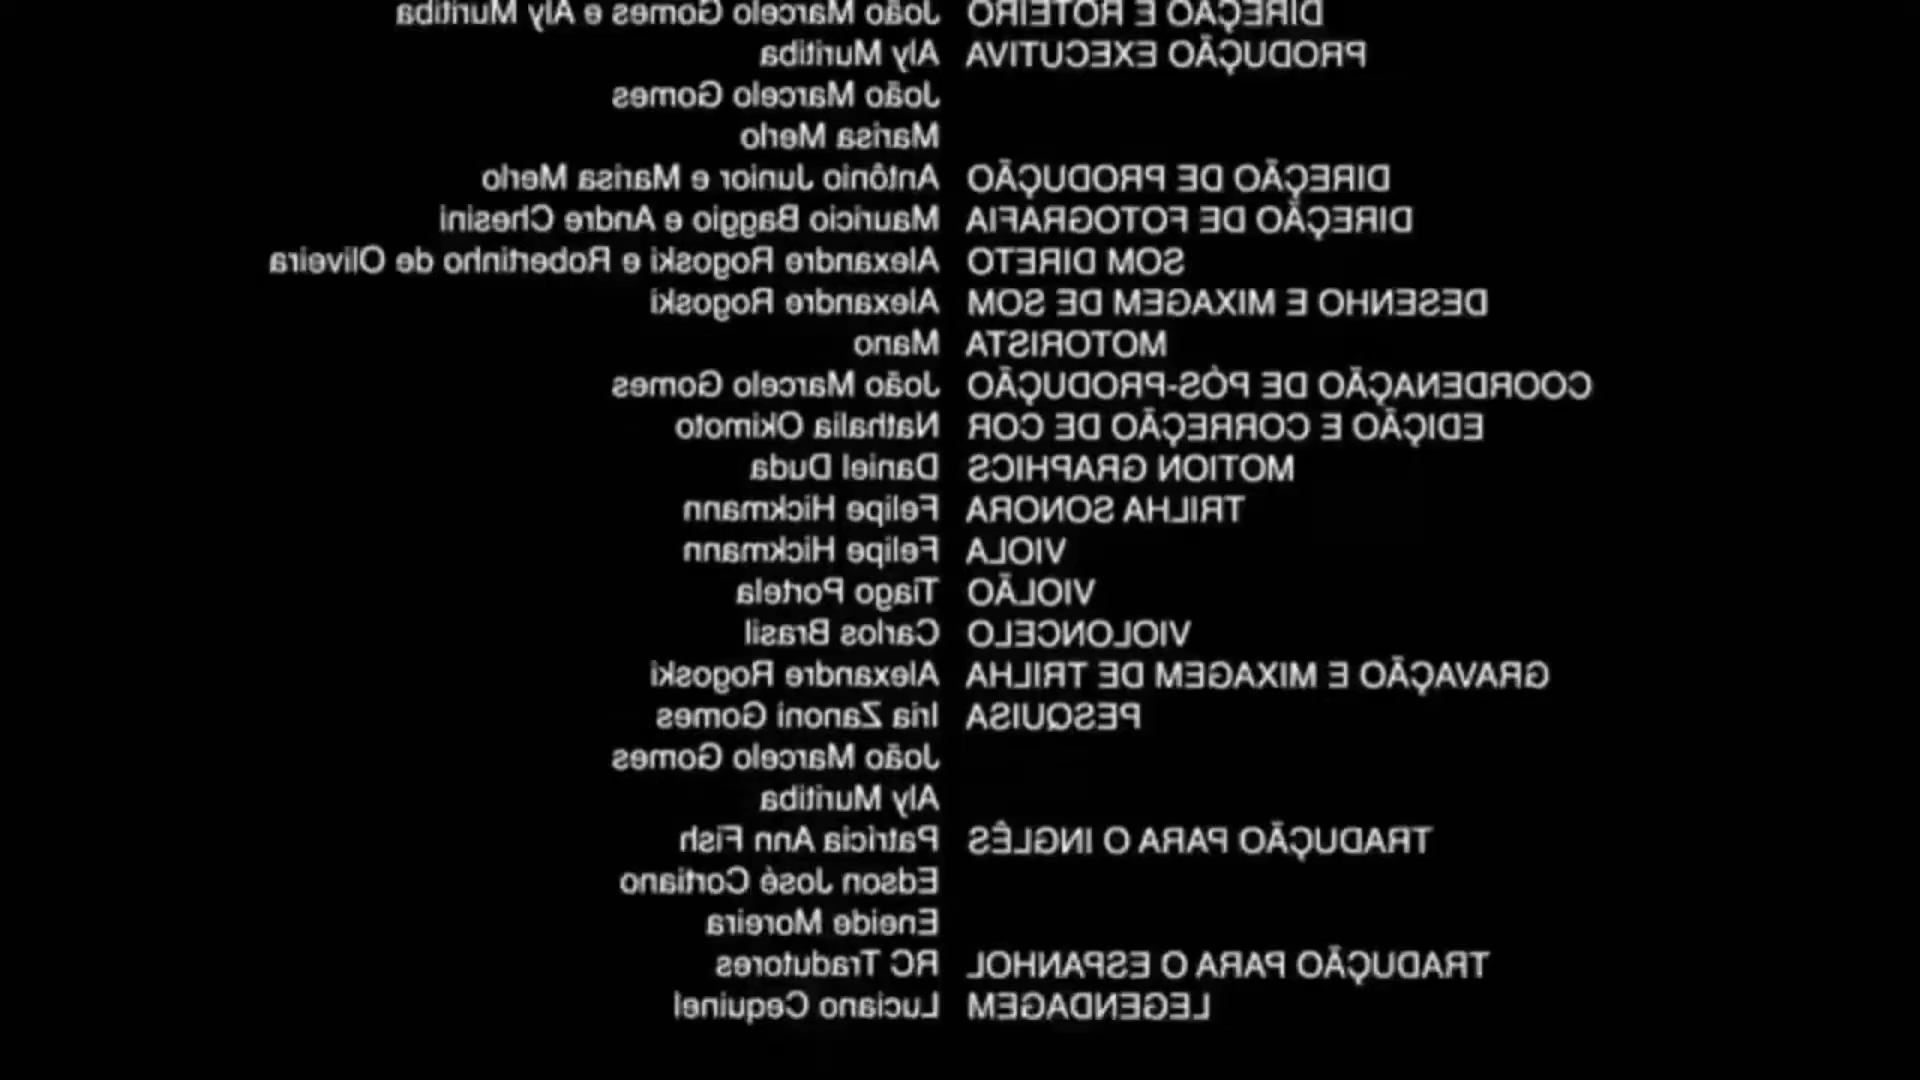 DIREÇÃO E ROTEIRO João Marcelo Gomes e Aly Muritiba
PRODUÇÃO EXECUTIVA Aly Muritiba
João Marcelo Gomes
Marisa Merlo
DIREÇÃO DE PRODUÇÃO Antônio Junior e Marisa Merlo
DIREÇÃO DE FOTOGRAFIA Mauricio Baggio e Andre Chesini
SOM DIRETO Alexandre Rogoski e Robertinho de Oliveira
DESENHO E MIXAGEM DE SOM Alexandre Rogoski
MOTORISTA Mano
COORDENAÇÃO DE PÓS-PRODUÇÃO João Marcelo Gomes
EDIÇÃO E CORREÇÃO DE COR Nathalia Okimoto
MOTION GRAPHICS Daniel Duda
TRILHA SONORA Felipe Hickmann
VIOLA Felipe Hickmann
VIOLÃO Tiago Portela
VIOLONCELO Carlos Brasil
GRAVAÇÃO E MIXAGEM DE TRILHA Alexandre Rogoski
PESQUISA Iria Zanoni Gomes
João Marcelo Gomes
Aly Muritiba
TRADUÇÃO PARA O INGLÊS Patrícia Ann Fish
Edson José Cortiano
Eneide Moreira
TRADUÇÃO PARA O ESPANHOL RC Tradutores
LEGENDAGEM Luciano Cequinel